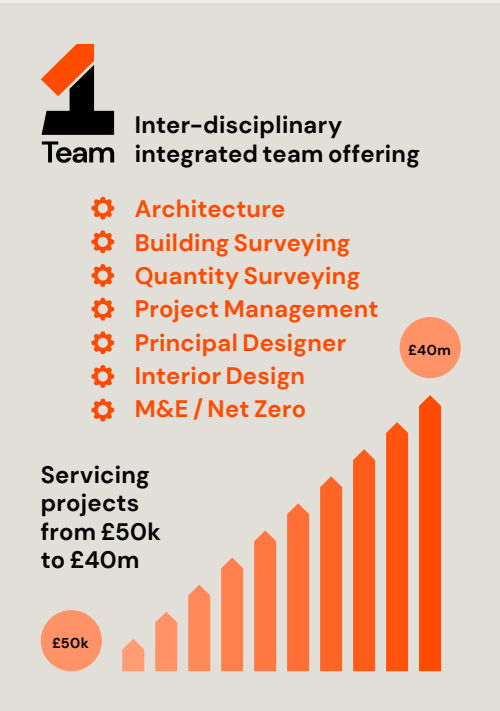 1
Team
Inter-disciplinary
integrated team offering
Architecture
Building Surveying
Quantity Surveying
Project Management
Principal Designer
Interior Design
M&E / Net Zero
£40m
Servicing
projects
from £50k
to £40m
£50k